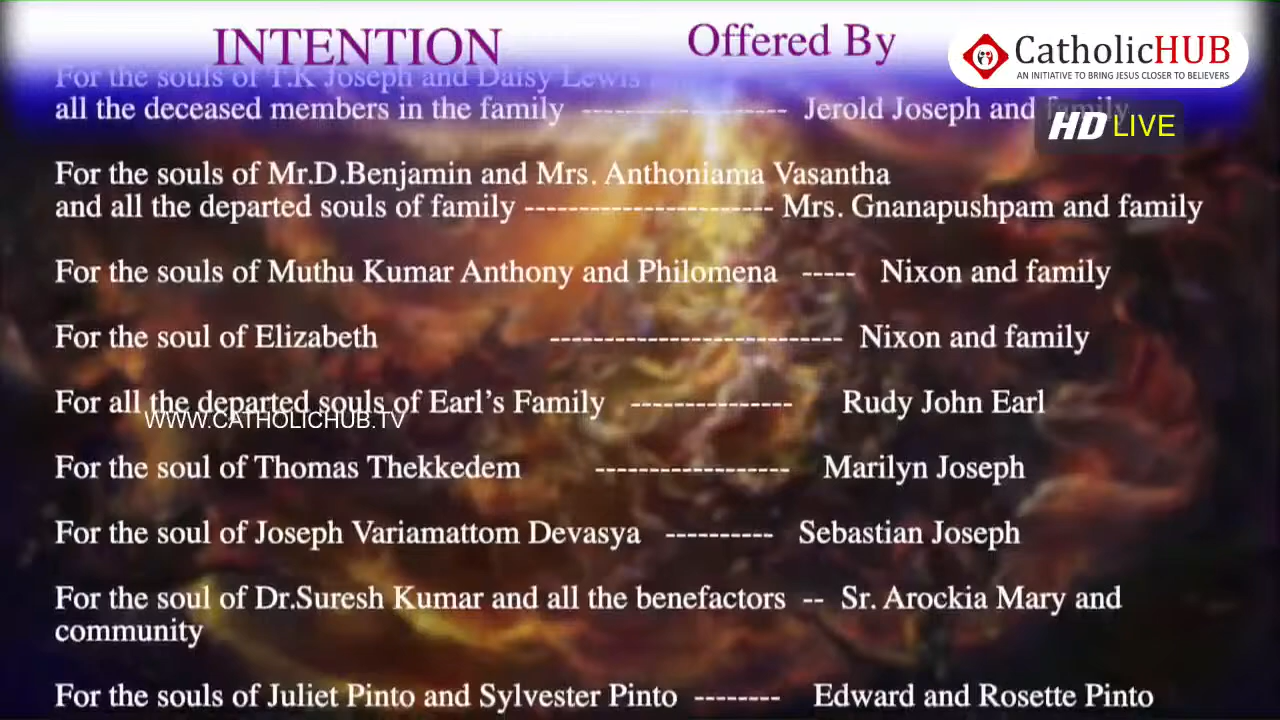 INTENTION Offered By
CatholicHUB
AN INITIATIVE TO BRING JESUS CLOSER TO BELIEVERS
For the souls of T.K Joseph and Daisy Lewis
all the deceased members in the family ------------------- Jerold Joseph and family
HD LIVE
For the souls of Mr.D.Benjamin and Mrs. Anthoniama Vasantha
and all the departed souls of family ----------------------- Mrs. Gnanapushpam and family
For the souls of Muthu Kumar Anthony and Philomena ----- Nixon and family
For the soul of Elizabeth --------------------------- Nixon and family
For all the departed souls of Earl’s Family --------------- Rudy John Earl
WWW.CATHOLICHUB.TV
For the soul of Thomas Thekkedem ------------------ Marilyn Joseph
For the soul of Joseph Variamattom Devasya ---------- Sebastian Joseph
For the soul of Dr.Suresh Kumar and all the benefactors -- Sr. Arockia Mary and
community
For the souls of Juliet Pinto and Sylvester Pinto -------- Edward and Rosette Pinto